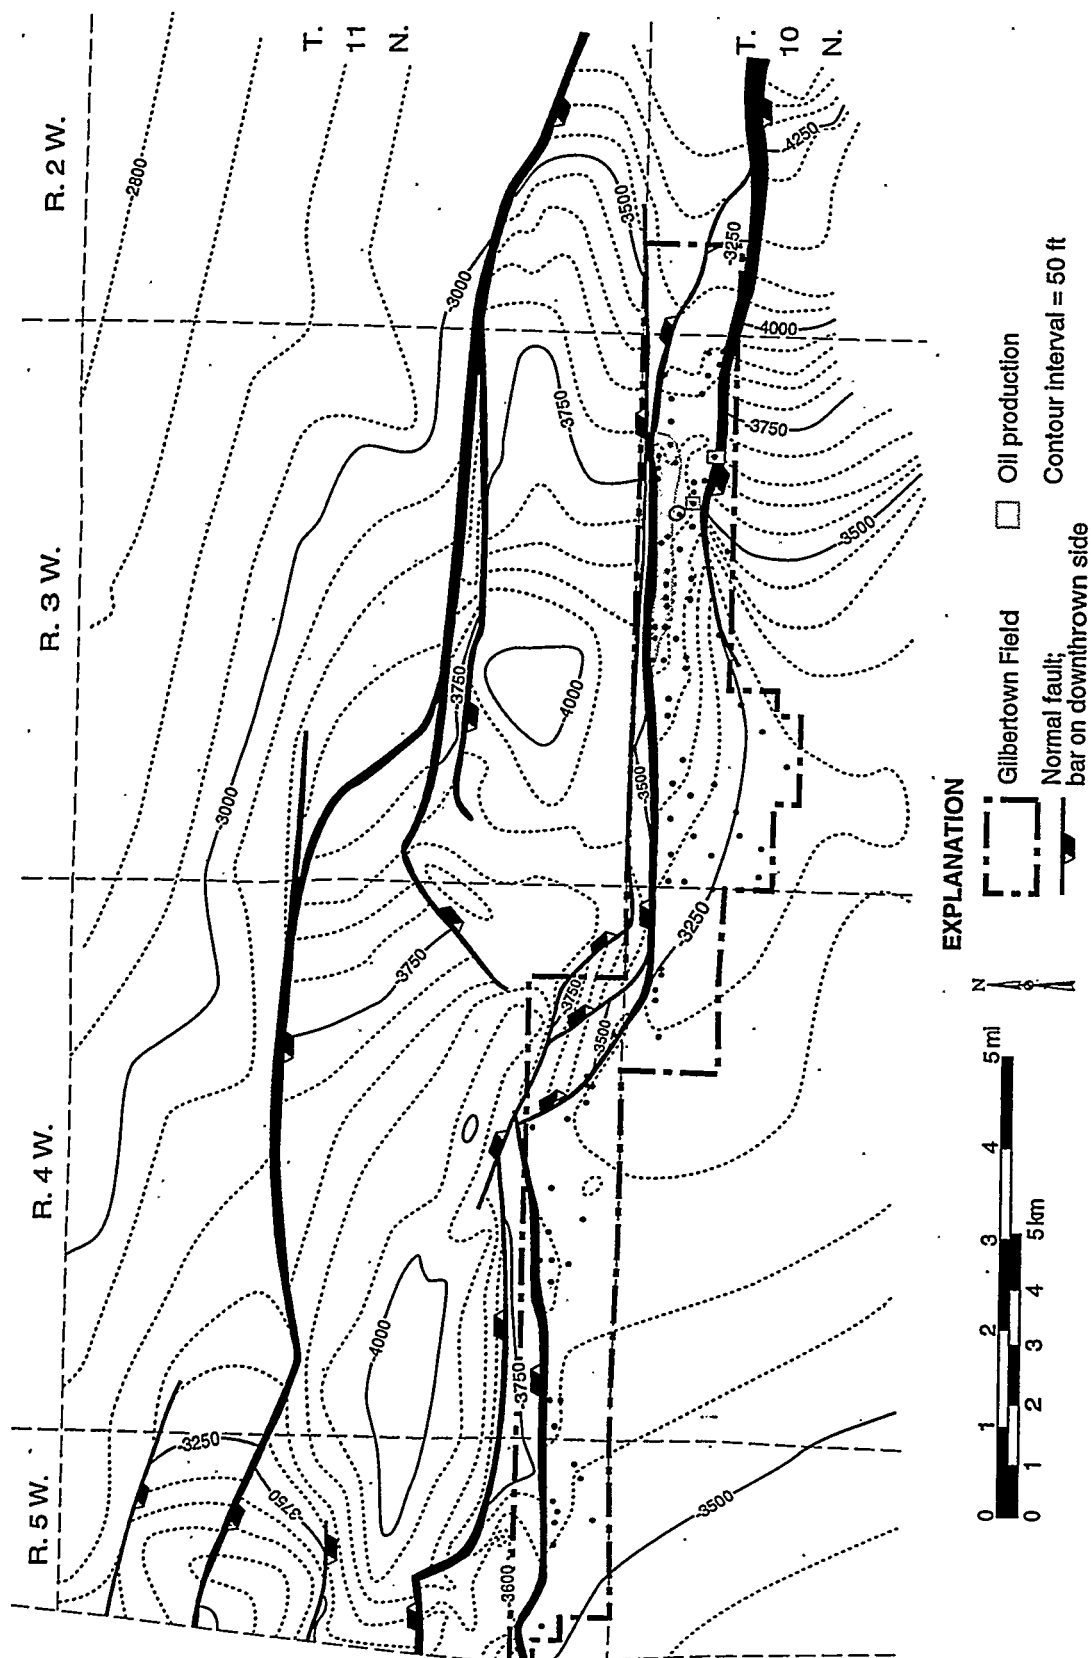 R. 5 W.
R. 4 W.
R. 3 W.
R. 2 W.
T.
11
N.
T.
10
N.
-2800
-3000
-3000
-3250
-3750
-4000
-3750
-3600
-3500
-3750
-3750
-3500
-3250
-3750
-4000
-3500
-3750
-3500
-3250
-4250
-4000
-3750
-3500
EXPLANATION
Gilbertown Field
Oil production
Normal fault;
bar on downthrown side
Contour interval = 50 ft
N
0 1 2 3 4 5 mi
0 1 2 3 4 5 km